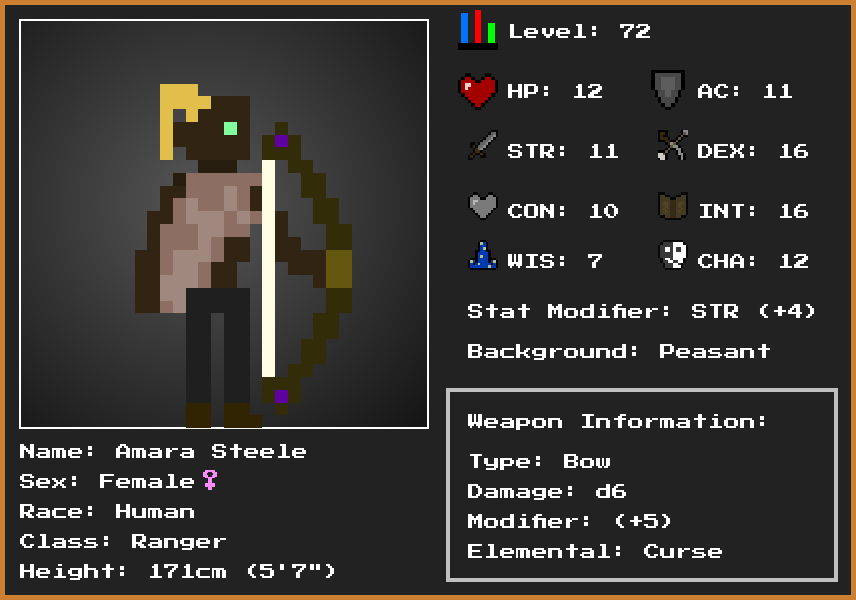 Level: 72
HP: 12 AC: 11
STR: 11 DEX: 16
CON: 10 INT: 16
WIS: 7 CHA: 12
Stat Modifier: STR (+4)
Background: Peasant
Weapon Information:
Type: Bow
Damage: d6
Modifier: (+5)
Elemental: Curse
Name: Amara Steele
Sex: Female♀
Race: Human
Class: Ranger
Height: 171cm (5'7")